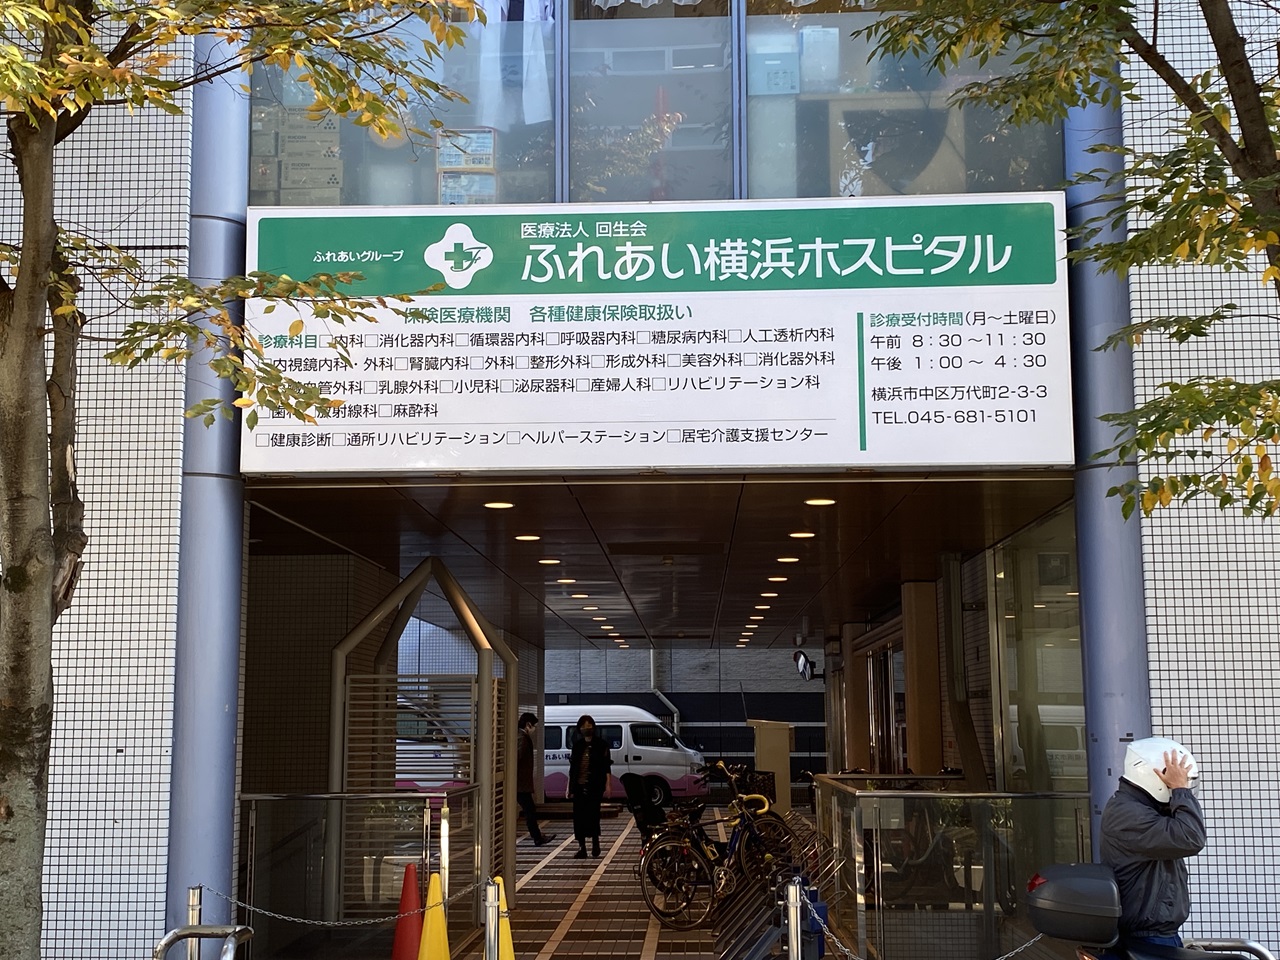 ふれあいグループ
医療法人 回生会
ふれあい横浜ホスピタル
保険医療機関 各種健康保険取扱い
診療科目□内科□消化器内科□循環器内科□呼吸器内科□糖尿病内科□人工透析内科
□内視鏡内科・外科□腎臓内科□外科□整形外科□形成外科□美容外科□消化器外科
血管外科□乳腺外科□小児科□泌尿器科□産婦人科□リハビリテーション科
□歯科□放射線科□麻酔科
□健康診断□通所リハビリテーション□ヘルパーステーション□居宅介護支援センター
診療受付時間(月〜土曜日)
午前 8:30〜11:30
午後 1:00〜 4:30
横浜市中区万代町2-3-3
TEL.045-681-5101
れあい